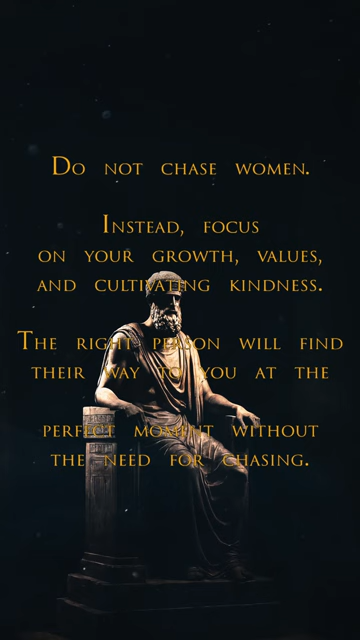 Do not chase women.
Instead, focus
on your growth, values,
and cultivating kindness.
The right person will find
their way to you at the
perfect moment without
the need for chasing.